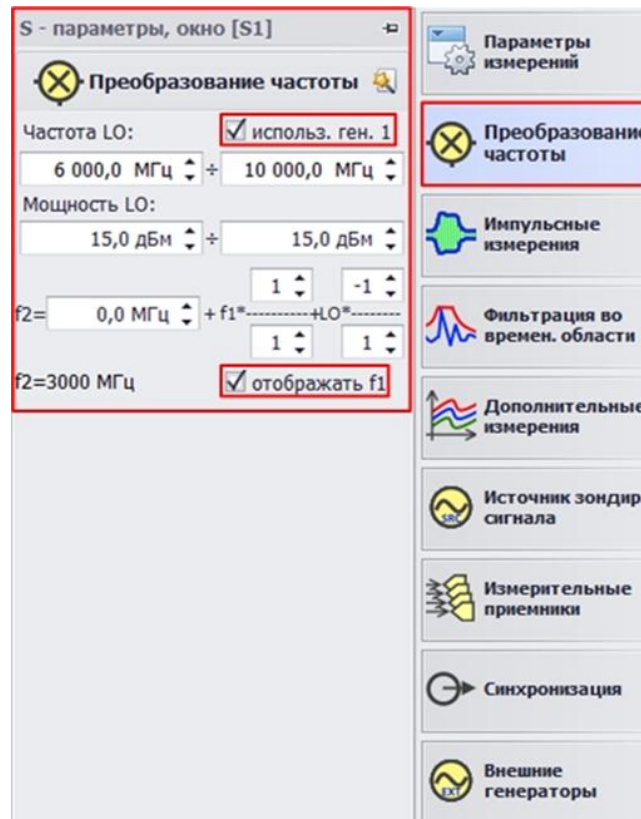 S - параметры, окно [S1]
Преобразование частоты
Частота LO:
использ. ген. 1
6 000,0 МГц ÷ 10 000,0 МГц
Мощность LO:
15,0 дБм ÷ 15,0 дБм
1 -1
f2= 0,0 МГц + f1*-----------+LO*--------
1 1
f2=3000 МГц
отображать f1
Параметры
измерений
Преобразование
частоты
Импульсные
измерения
Фильтрация во
времен. области
Дополнительные
измерения
SRC
Источник зондир
сигнала
Измерительные
приемники
Синхронизация
EXT
Внешние
генераторы